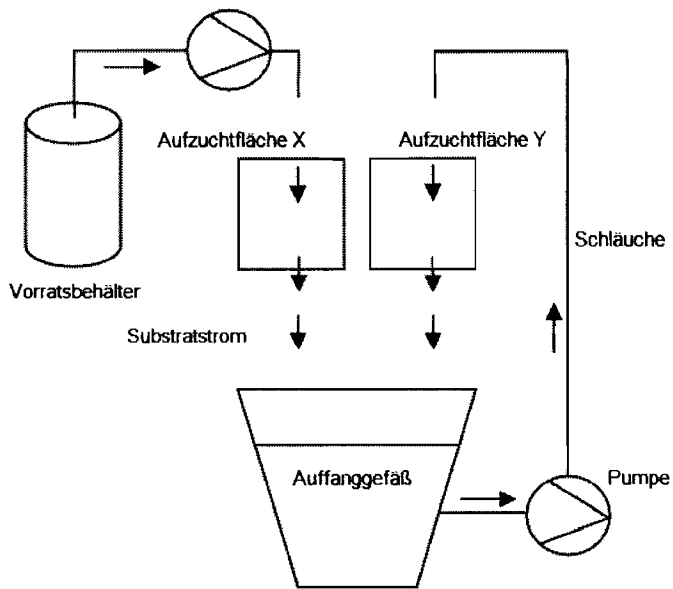 Aufzuchtfläche X
Aufzuchtfläche Y
Schläuche
Vorratsbehälter
Substratstrom
Auffanggefäß
Pumpe